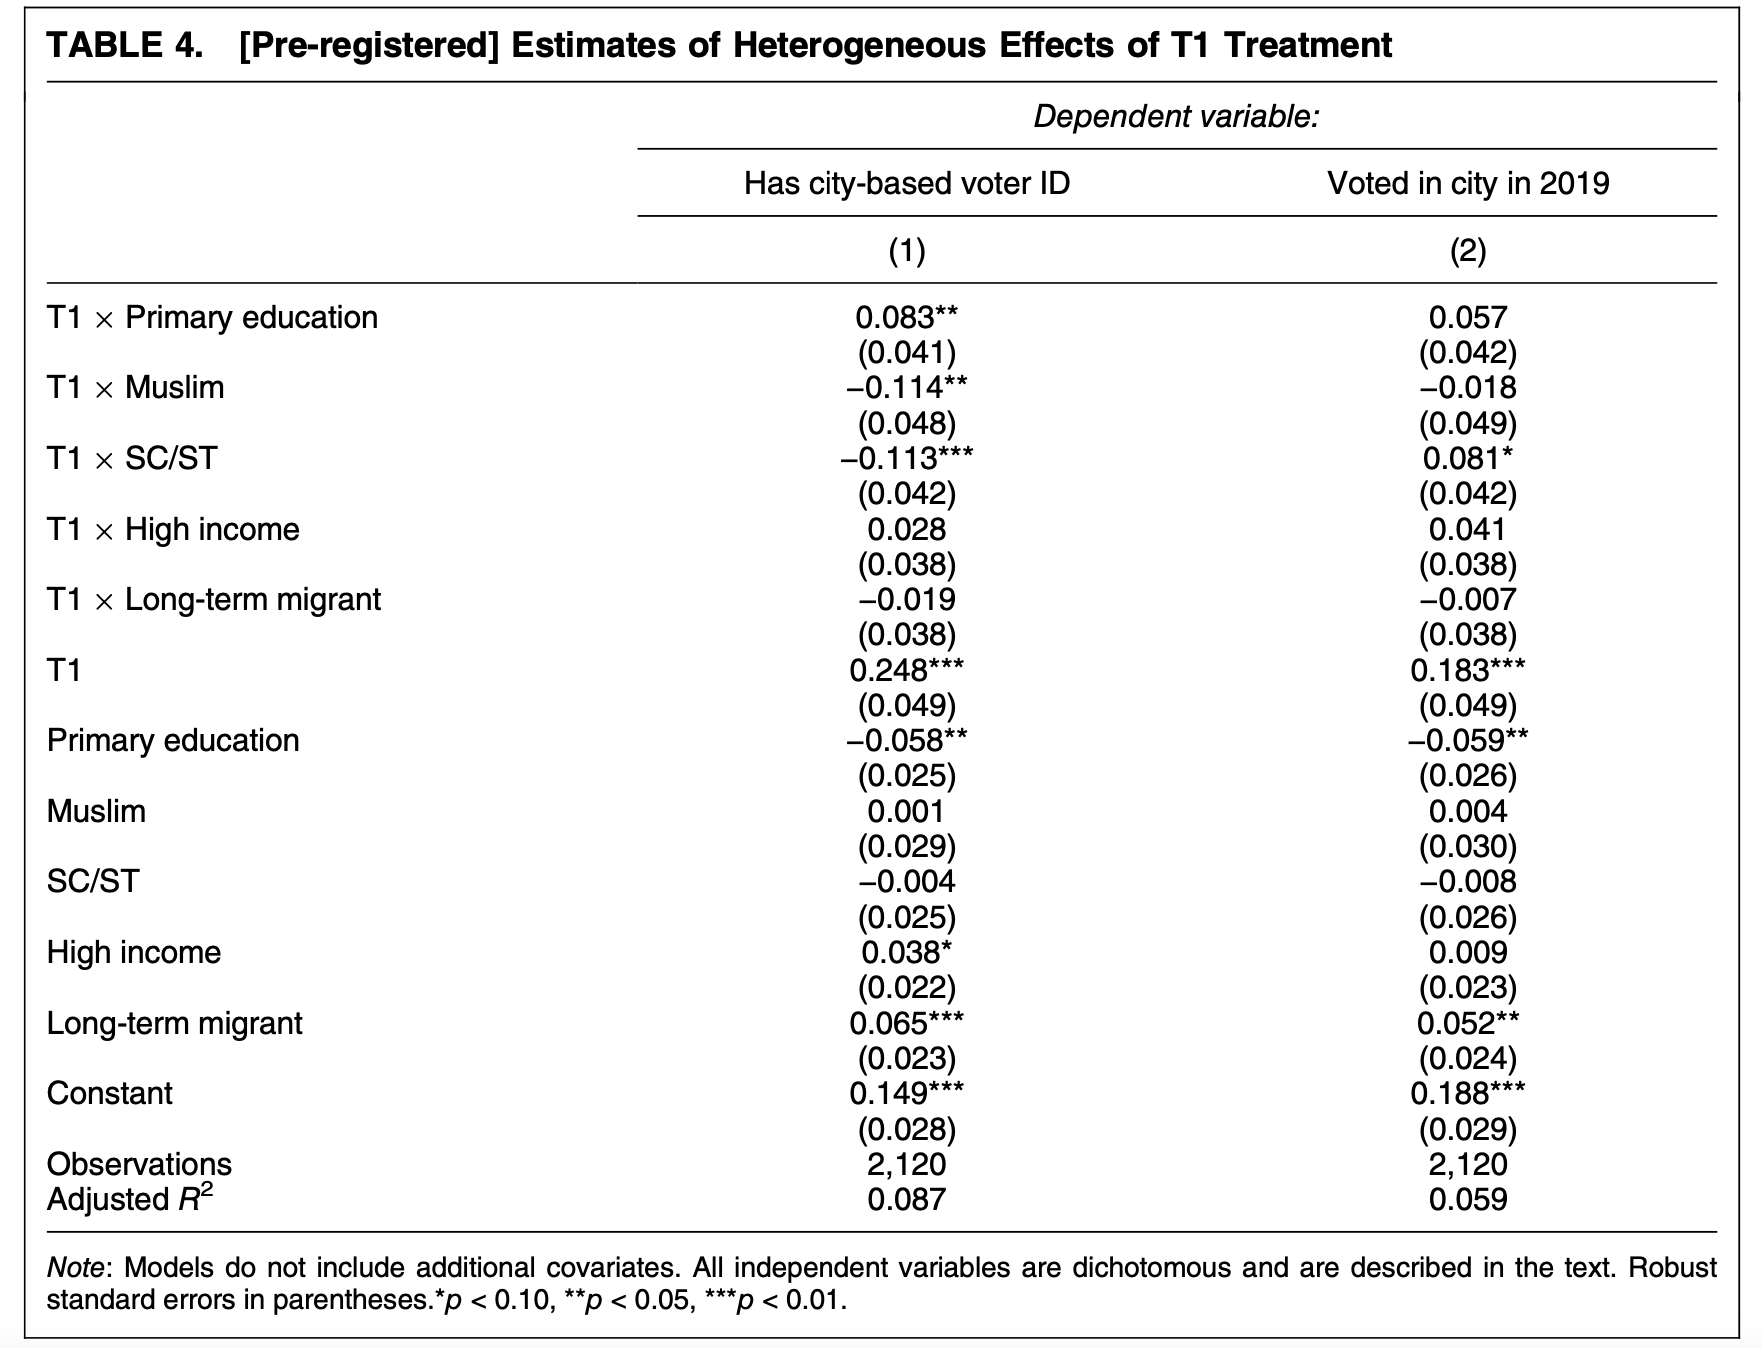 TABLE 4. [Pre-registered] Estimates of Heterogeneous Effects of T1 Treatment
Dependent variable:
Has city-based voter ID Voted in city in 2019
(1) (2)
T1 × Primary education 0.083** 0.057
(0.041) (0.042)
T1 × Muslim −0.114** −0.018
(0.048) (0.049)
T1 × SC/ST −0.113*** 0.081*
(0.042) (0.042)
T1 × High income 0.028 0.041
(0.038) (0.038)
T1 × Long-term migrant −0.019 −0.007
(0.038) (0.038)
T1 0.248*** 0.183***
(0.049) (0.049)
Primary education −0.058** −0.059**
(0.025) (0.026)
Muslim 0.001 0.004
(0.029) (0.030)
SC/ST −0.004 −0.008
(0.025) (0.026)
High income 0.038* 0.009
(0.022) (0.023)
Long-term migrant 0.065*** 0.052**
(0.023) (0.024)
Constant 0.149*** 0.188***
(0.028) (0.029)
Observations 2,120 2,120
Adjusted R² 0.087 0.059
Note: Models do not include additional covariates. All independent variables are dichotomous and are described in the text. Robust
standard errors in parentheses.*p < 0.10, **p < 0.05, ***p < 0.01.